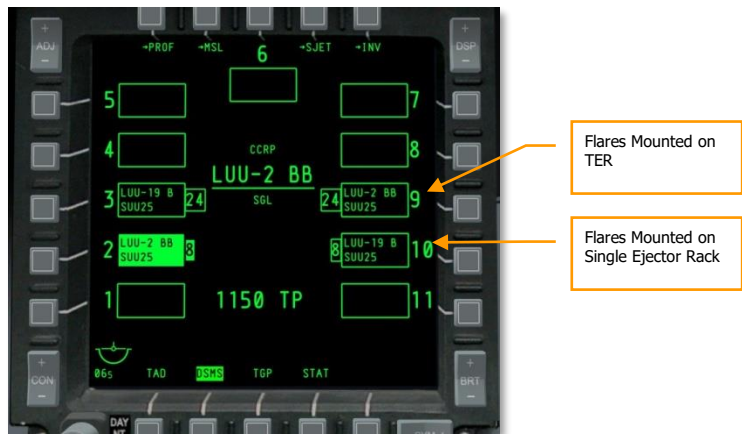 ADJ
DSP
→PROF →MSL →SJET →INV
6
5
7
4
8
CCRP
LUU-2 BB
SGL
3
LUU-19 B
SUU25
24
24
LUU-2 BB
SUU25
9
2
LUU-2 BB
SUU25
8
8
LUU-19 B
SUU25
10
1
1150 TP
11
065
TAD DSMS TGP STAT
CON
BRT
DAY
Flares Mounted on
TER
Flares Mounted on
Single Ejector Rack